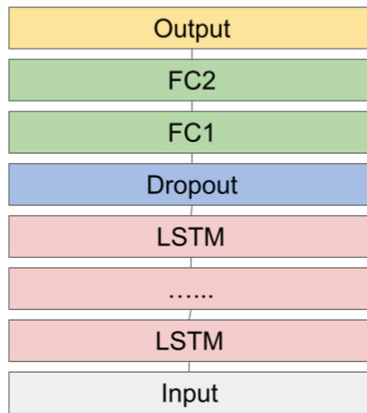 Output
FC2
FC1
Dropout
LSTM
…...
LSTM
Input